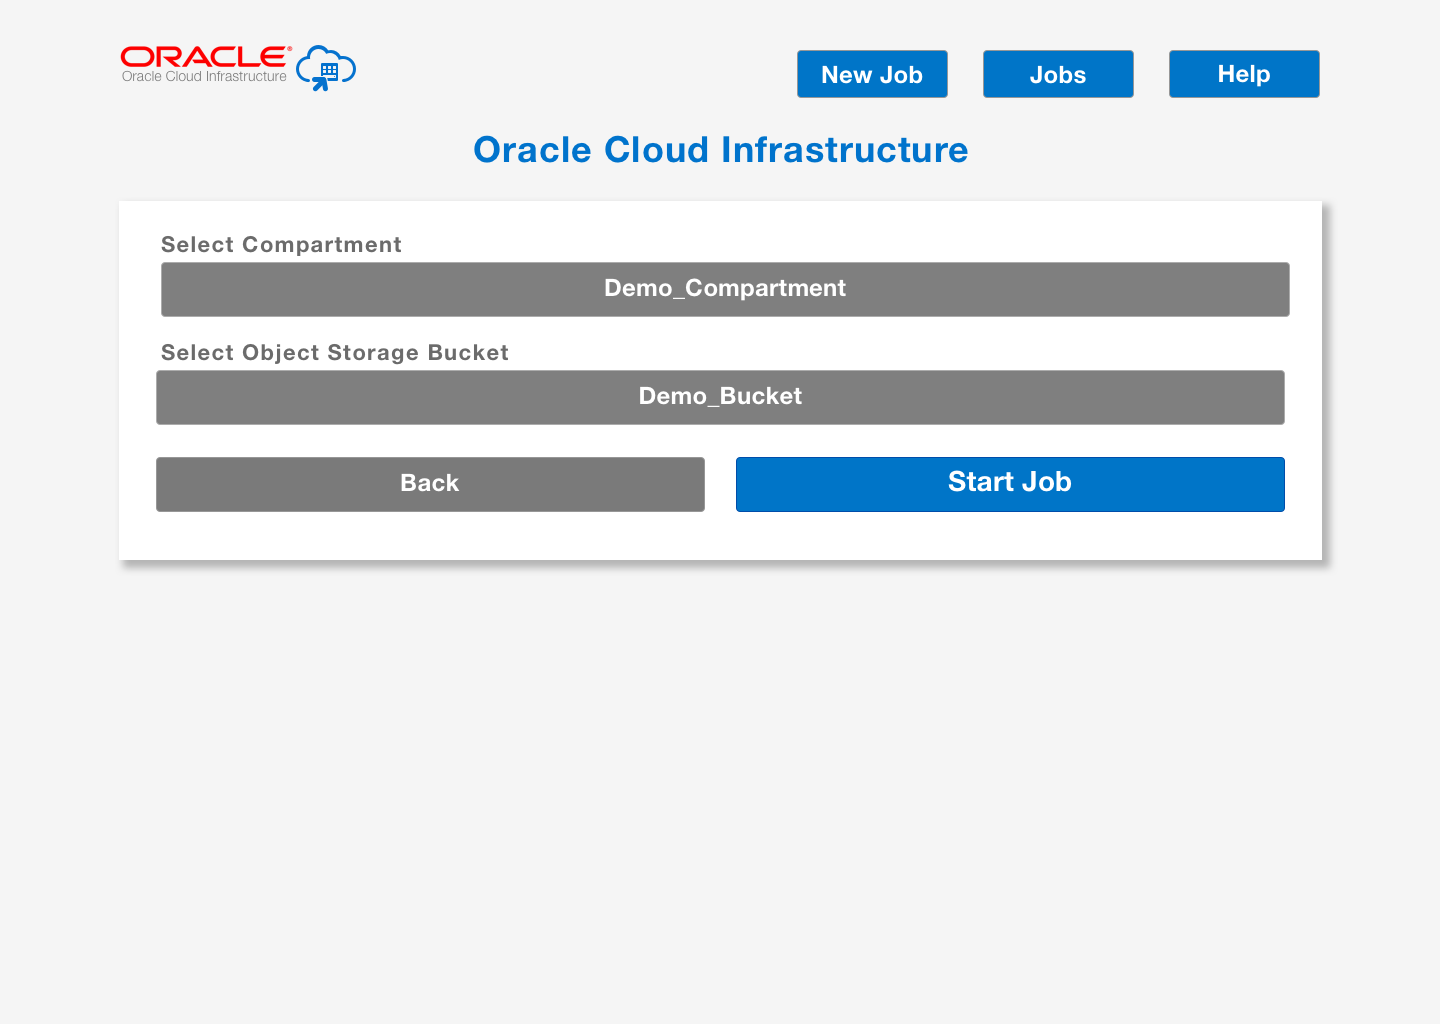 ORACLE®
Oracle Cloud Infrastructure
New Job
Jobs
Help
Oracle Cloud Infrastructure
Select Compartment
Demo_Compartment
Select Object Storage Bucket
Demo_Bucket
Back
Start Job